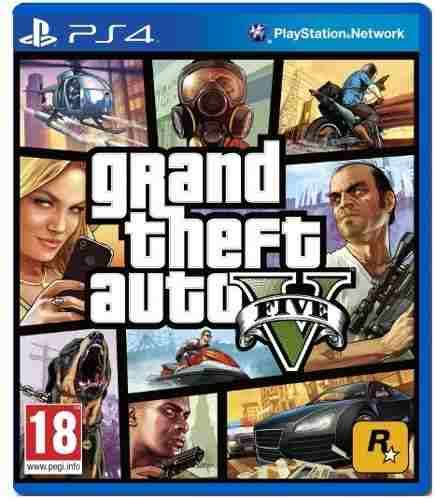 PS4
PlayStation®Network
grand
theft
auto
V
FIVE
18
www.pegi.info
R